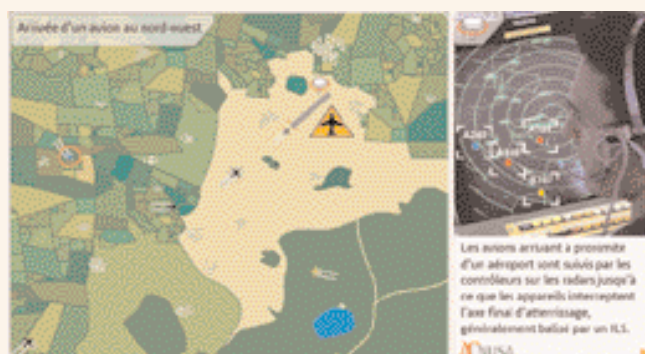 Arrivée d'un avion au nord-ouest
Les avions arrivant à proximité
d'un aéroport sont suivis par les
contrôleurs sur les radars jusqu'à
ce que les appareils interceptent
l'axe final d'atterrissage,
généralement balisé par un ILS.